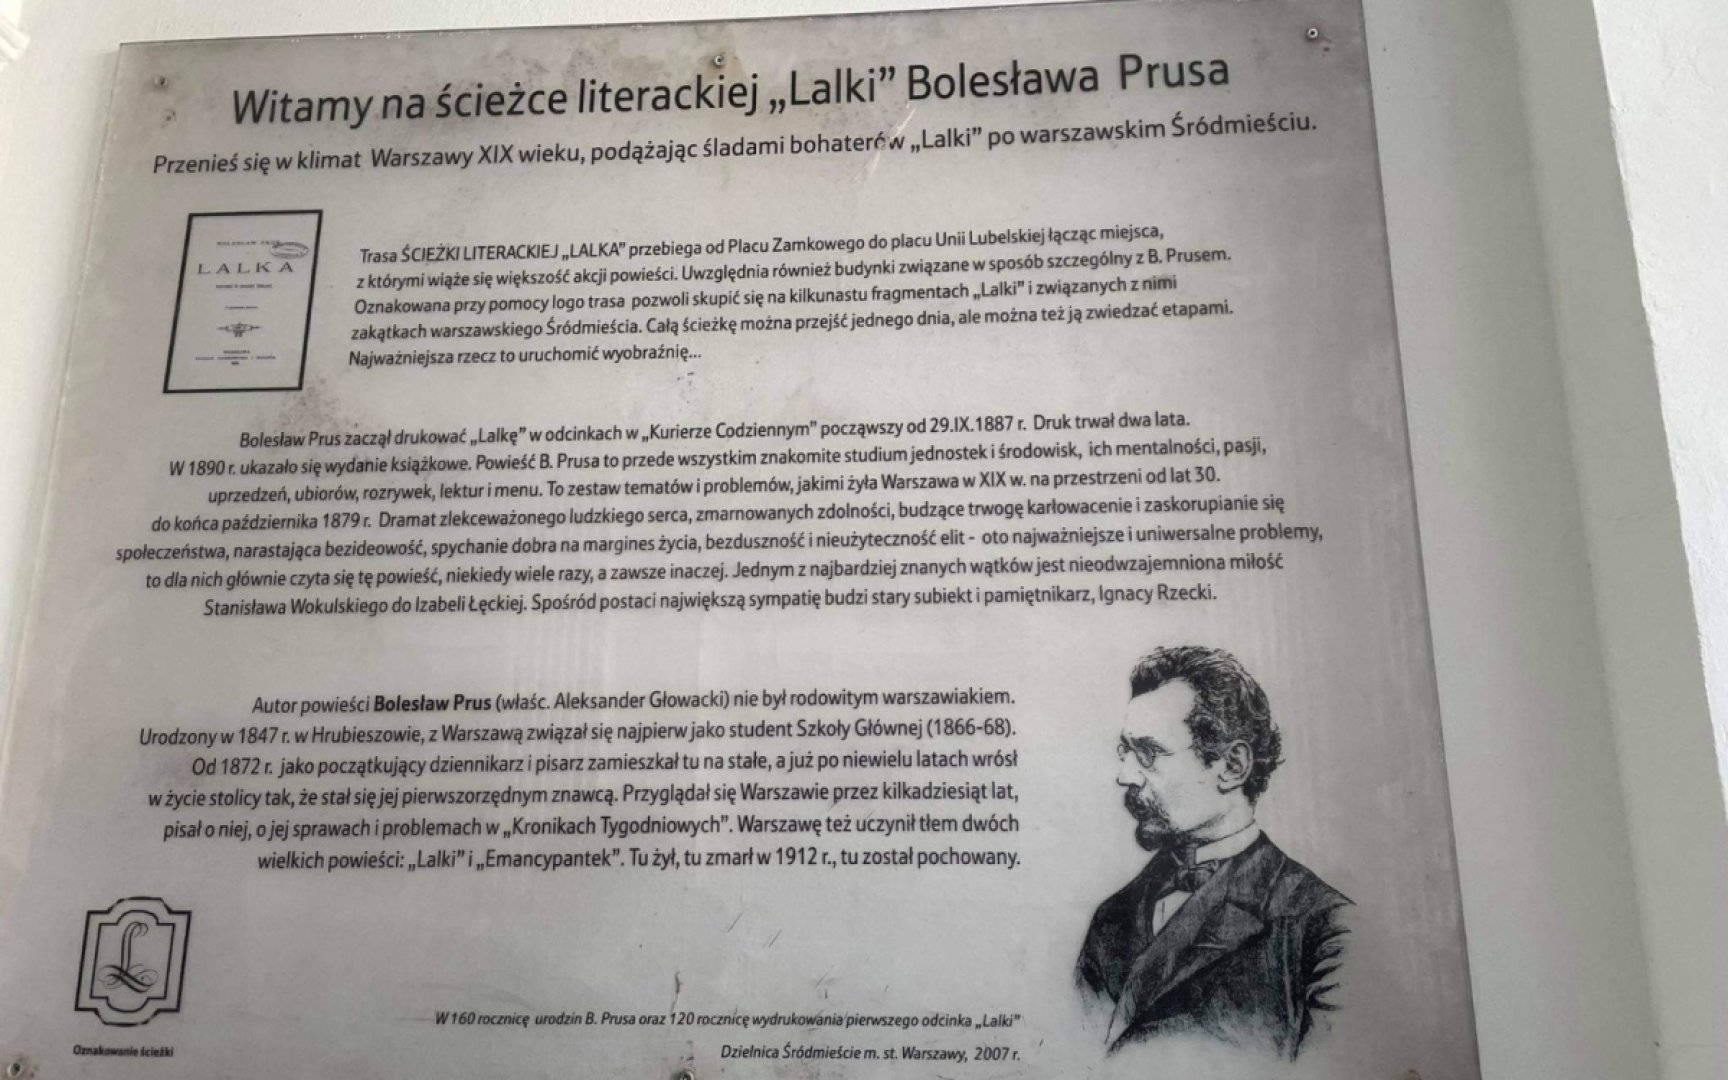 Witamy na ścieżce literackiej „Lalki” Bolesława Prusa
Przenieś się w klimat Warszawy XIX wieku, podążając śladami bohaterów „Lalki” po warszawskim Śródmieściu.
BOLESŁAW PRUS
LALKA
Trasa ŚCIEŻKI LITERACKIEJ „LALKA” przebiega od Placu Zamkowego do placu Unii Lubelskiej łącząc miejsca,
z którymi wiąże się większość akcji powieści. Uwzględnia również budynki związane w sposób szczególny z B. Prusem.
Oznakowana przy pomocy logo trasa pozwoli skupić się na kilkunastu fragmentach „Lalki” i związanych z nimi
zakątkach warszawskiego Śródmieścia. Całą ścieżkę można przejść jednego dnia, ale można też ją zwiedzać etapami.
Najważniejsza rzecz to uruchomić wyobraźnię...
Bolesław Prus zaczął drukować „Lalkę” w odcinkach w „Kurierze Codziennym” począwszy od 29.IX.1887 r. Druk trwał dwa lata.
W 1890 r. ukazało się wydanie książkowe. Powieść B. Prusa to przede wszystkim znakomite studium jednostek i środowisk, ich mentalności, pasji,
uprzedzeń, ubiorów, rozrywek, lektur i menu. To zestaw tematów i problemów, jakimi żyła Warszawa w XIX w. na przestrzeni od lat 30.
do końca października 1879 r. Dramat zlekceważonego ludzkiego serca, zmarnowanych zdolności, budzące trwogę karłowacenie i zaskorupianie się
społeczeństwa, narastająca bezideowość, spychanie dobra na margines życia, bezduszność i nieużyteczność elit - oto najważniejsze i uniwersalne problemy,
to dla nich głównie czyta się tę powieść, niekiedy wiele razy, a zawsze inaczej. Jednym z najbardziej znanych wątków jest nieodwzajemniona miłość
Stanisława Wokulskiego do Izabeli Łęckiej. Spośród postaci największą sympatię budzi stary subiekt i pamiętnikarz, Ignacy Rzecki.
Autor powieści Bolesław Prus (właśc. Aleksander Głowacki) nie był rodowitym warszawiakiem.
Urodzony w 1847 r. w Hrubieszowie, z Warszawą związał się najpierw jako student Szkoły Głównej (1866-68).
Od 1872 r. jako początkujący dziennikarz i pisarz zamieszkał tu na stałe, a już po niewielu latach wrósł
w życie stolicy tak, że stał się jej pierwszorzędnym znawcą. Przyglądał się Warszawie przez kilkadziesiąt lat,
pisał o niej, o jej sprawach i problemach w „Kronikach Tygodniowych”. Warszawę też uczynił tłem dwóch
wielkich powieści: „Lalki” i „Emancypantek”. Tu żył, tu zmarł w 1912 r., tu został pochowany.
L
Oznakowanie ścieżki
W 160 rocznicę urodzin B. Prusa oraz 120 rocznicę wydrukowania pierwszego odcinka „Lalki”
Dzielnica Śródmieście m. st. Warszawy, 2007 r.